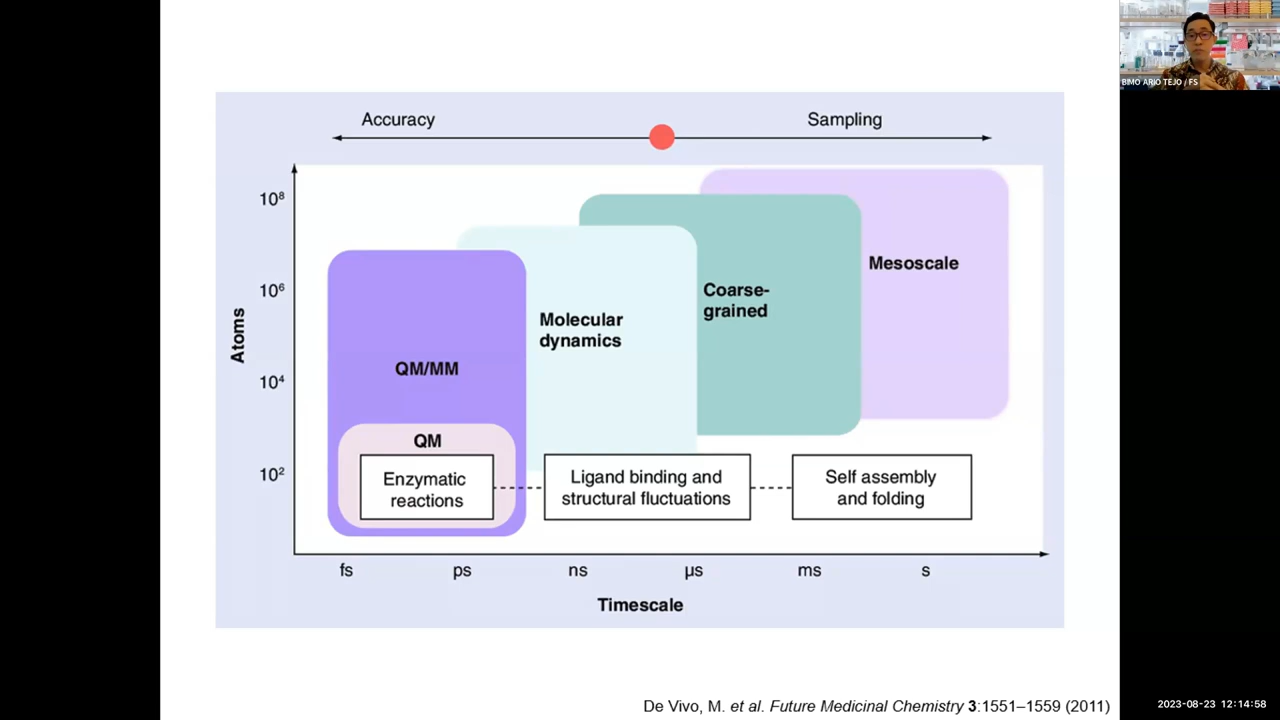 BIMO ARIO TEJO / FS
Accuracy
Sampling
10⁸
10⁶
10⁴
10²
Atoms
Mesoscale
Coarse-
grained
Molecular
dynamics
QM/MM
QM
Enzymatic
reactions
Ligand binding and
structural fluctuations
Self assembly
and folding
fs
ps
ns
µs
ms
s
Timescale
De Vivo, M. et al. Future Medicinal Chemistry 3:1551–1559 (2011)
2023-08-23 12:14:58